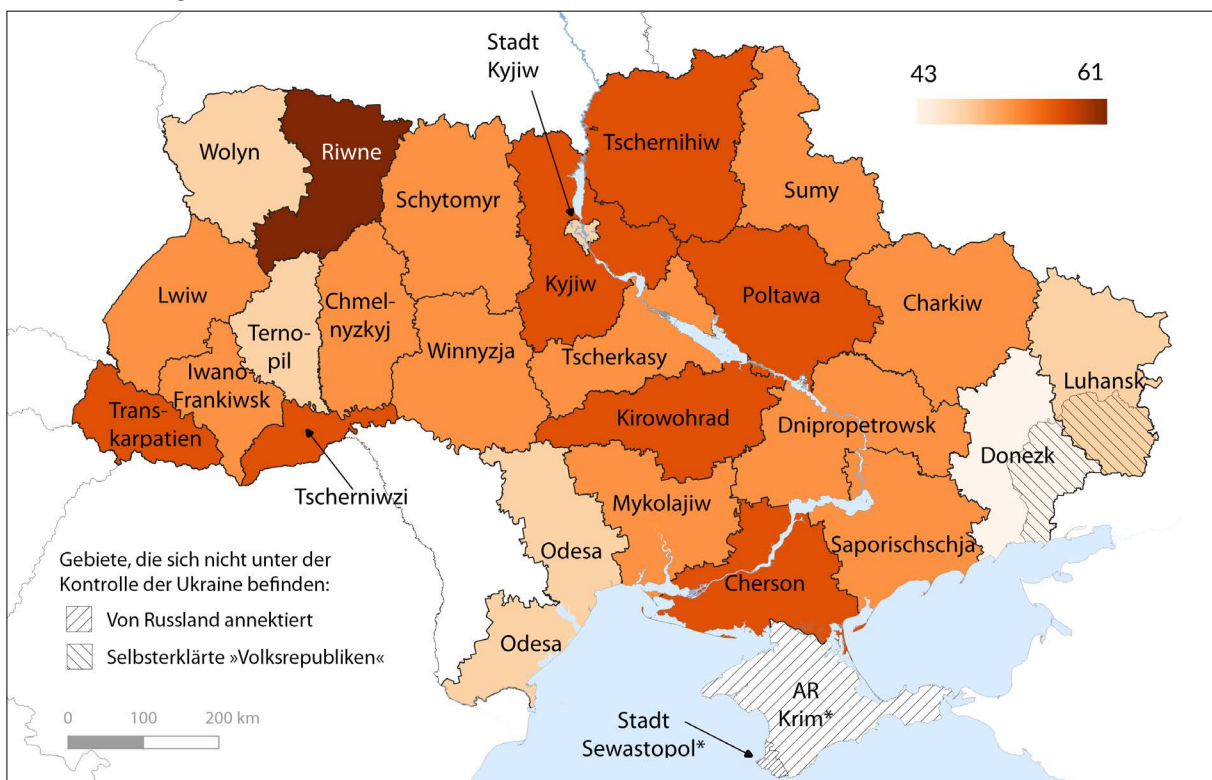 Stadt
Kyjiw
43
61
Wolyn
Riwne
Tschernihiw
Schytomyr
Sumy
Lwiw
Kyjiw
Poltawa
Charkiw
Terno-
pil
Chmel-
nyzkyj
Winnyzja
Tscherkasy
Iwano-
Frankiwsk
Luhansk
Trans-
karpatien
Kirowohrad
Dnipropetrowsk
Donezk
Tscherniwzi
Mykolajiw
Odesa
Saporischschja
Cherson
Gebiete, die sich nicht unter der
Kontrolle der Ukraine befinden:
Von Russland annektiert
Selbsterklärte »Volksrepubliken«
Odesa
AR
Krim*
0 100 200 km
Stadt
Sewastopol*